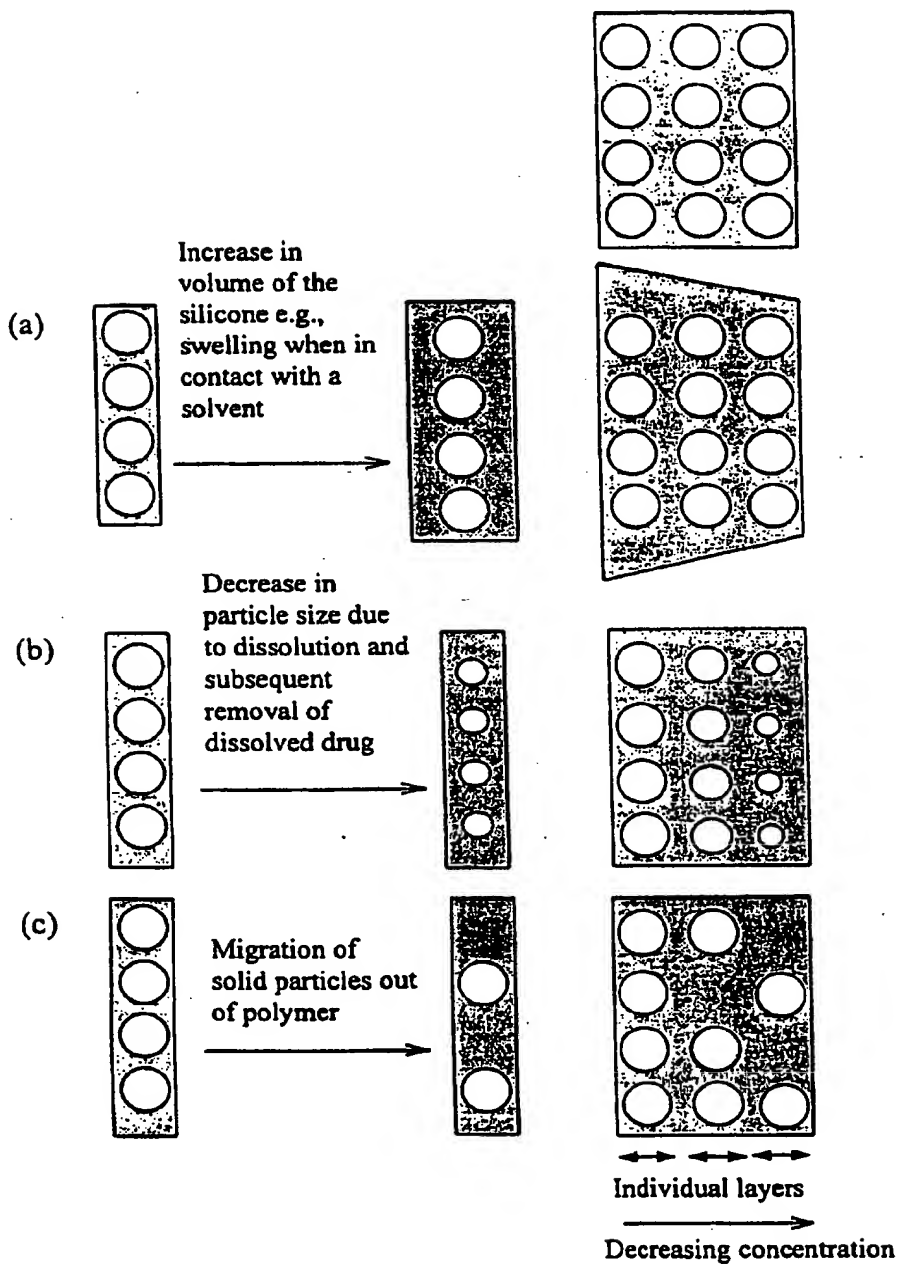 (a)
Increase in
volume of the
silicone e.g.,
swelling when in
contact with a
solvent
(b)
Decrease in
particle size due
to dissolution and
subsequent
removal of
dissolved drug
(c)
Migration of
solid particles out
of polymer
Individual layers
Decreasing concentration